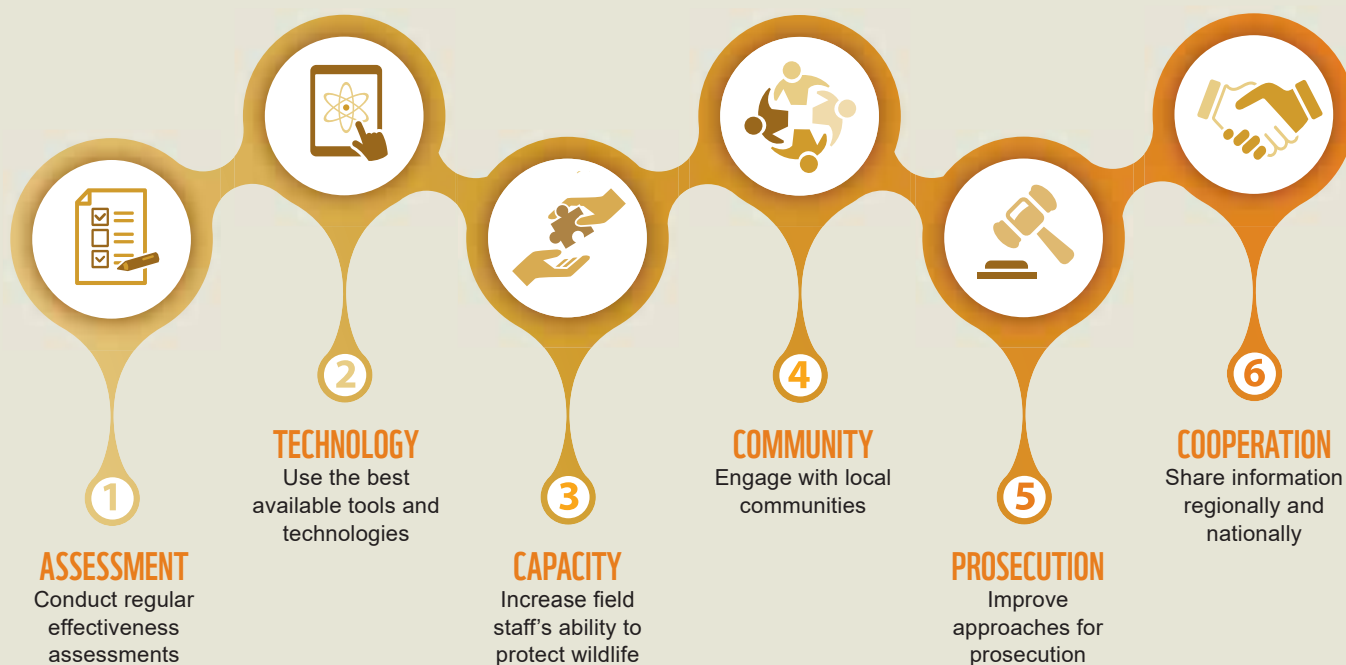 1
ASSESSMENT
Conduct regular
effectiveness
assessments
2
TECHNOLOGY
Use the best
available tools and
technologies
3
CAPACITY
Increase field
staff’s ability to
protect wildlife
4
COMMUNITY
Engage with local
communities
5
PROSECUTION
Improve
approaches for
prosecution
6
COOPERATION
Share information
regionally and
nationally